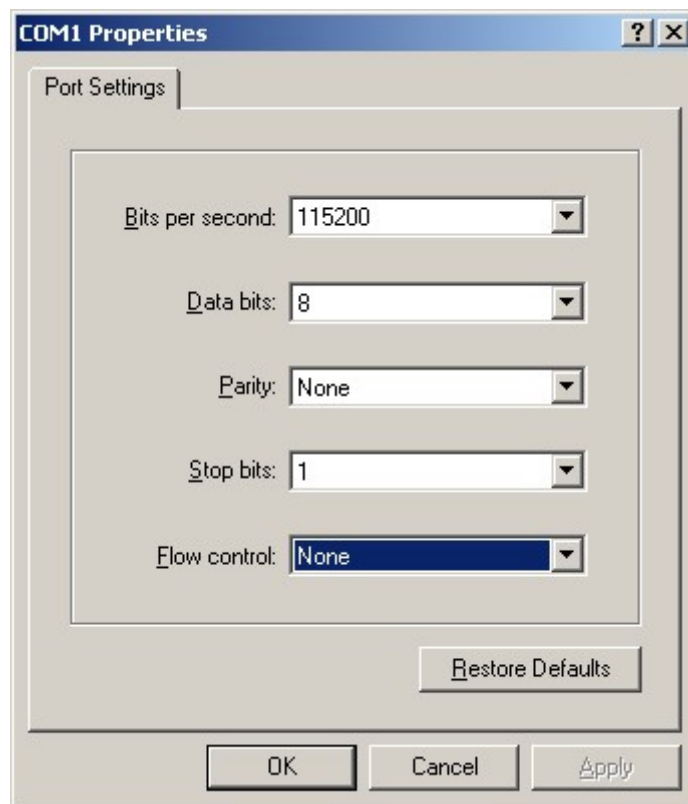 COM1 Properties
Port Settings
Bits per second: 115200
Data bits: 8
Parity: None
Stop bits: 1
Flow control: None
Restore Defaults
OK Cancel Apply